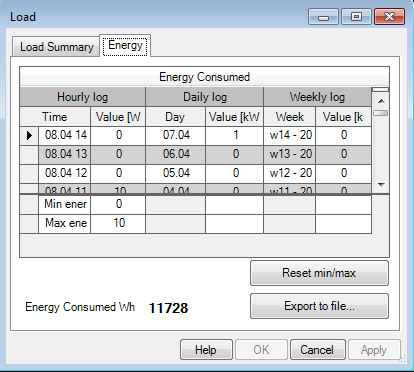 Load
Load Summary Energy
Energy Consumed
Hourly log Daily log Weekly log
Time Value [W Day Value [kW Week Value [k
08.04 14 0 07.04 1 w14 - 20 0
08.04 13 0 06.04 0 w13 - 20 0
08.04 12 0 05.04 0 w12 - 20 0
08.04 11 10 04.04 0 w11 - 20 0
Min ener 0
Max ene 10
Reset min/max
Energy Consumed Wh 11728
Export to file...
Help OK Cancel Apply